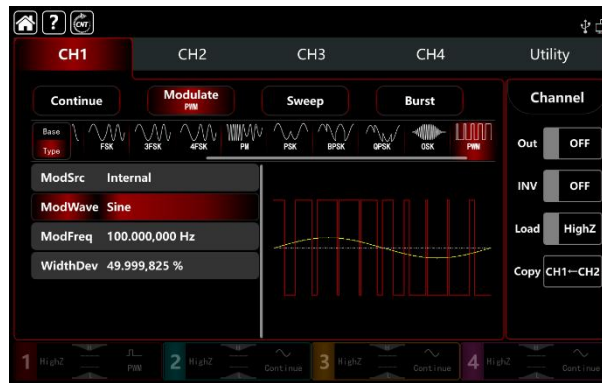 ? CNT
CH1 CH2 CH3 CH4 Utility
Continue Modulate Sweep Burst Channel
PWM
Base
Type
FSK 3FSK 4FSK PM PSK BPSK QPSK OSK PWM
Out OFF
ModSrc Internal
INV OFF
ModWave Sine
Load HighZ
ModFreq 100.000,000 Hz
WidthDev 49.999,825 %
Copy CH1←CH2
1 HighZ PWM 2 HighZ Continue 3 HighZ Continue 4 HighZ Continue